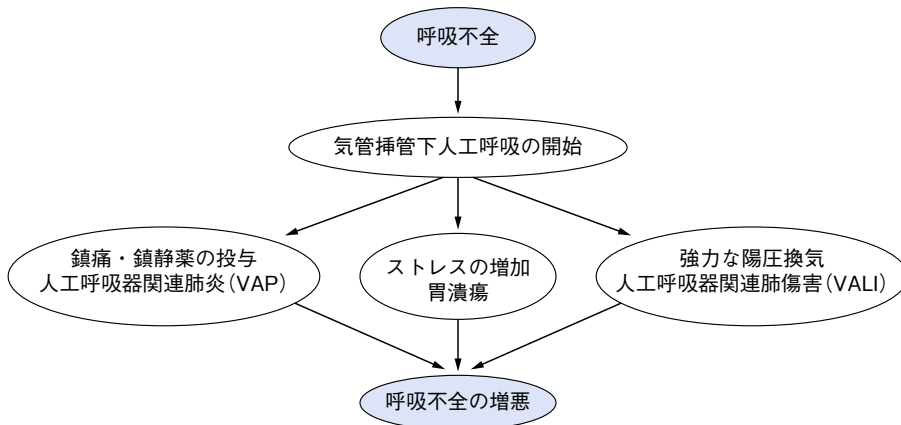 呼吸不全
気管挿管下人工呼吸の開始
鎮痛・鎮静薬の投与
人工呼吸器関連肺炎（VAP）
ストレスの増加
胃潰瘍
強力な陽圧換気
人工呼吸器関連肺傷害（VALI）
呼吸不全の増悪